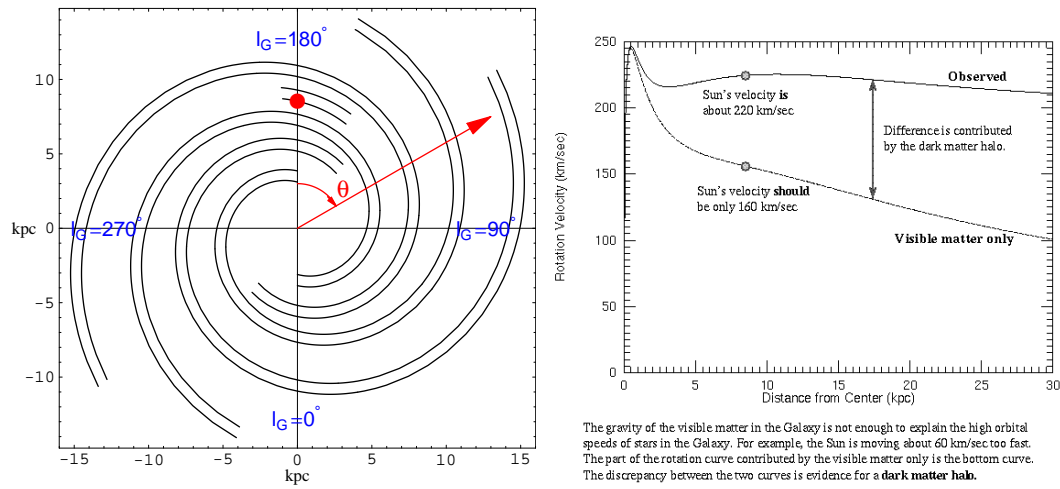 l_G=180°
10
5
kpc
l_G=270°
0
θ
l_G=90°
−5
−10
l_G=0°
−15
−10
−5
0
5
10
15
kpc
250
200
150
100
50
0
Rotation Velocity (km/sec)
Observed
Sun's velocity is
about 220 km/sec
Difference is contributed
by the dark matter halo.
Sun's velocity should
be only 160 km/sec
Visible matter only
0
5
10
15
20
25
30
Distance from Center (kpc)
The gravity of the visible matter in the Galaxy is not enough to explain the high orbital
speeds of stars in the Galaxy. For example, the Sun is moving about 60 km/sec too fast.
The part of the rotation curve contributed by the visible matter only is the bottom curve.
The discrepancy between the two curves is evidence for a dark matter halo.